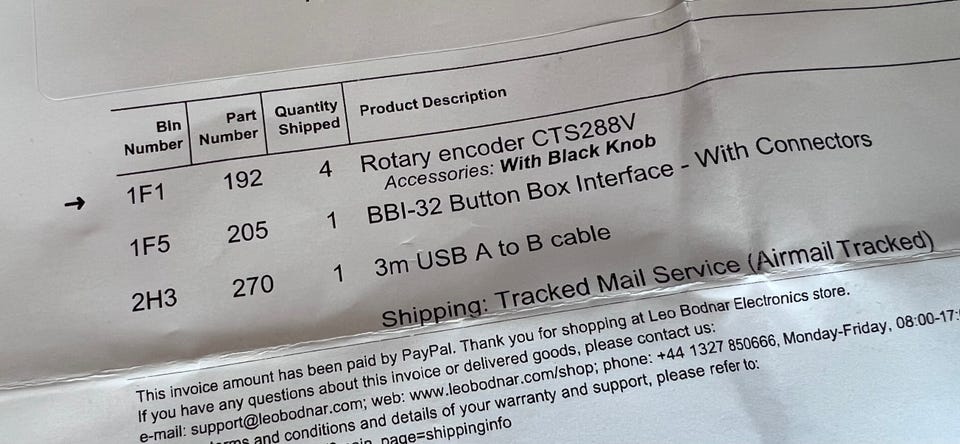 Bin Number Part Number Quantity Shipped Product Description
→ 1F1 192 4 Rotary encoder CTS288V
Accessories: With Black Knob
1F5 205 1 BBI-32 Button Box Interface - With Connectors
2H3 270 1 3m USB A to B cable
Shipping: Tracked Mail Service (Airmail Tracked)
This invoice amount has been paid by PayPal. Thank you for shopping at Leo Bodnar Electronics store.
If you have any questions about this invoice or delivered goods, please contact us:
e-mail: support@leobodnar.com; web: www.leobodnar.com/shop; phone: +44 1327 850666, Monday-Friday, 08:00-17:
and conditions and details of your warranty and support, please refer to:
page=shippinginfo